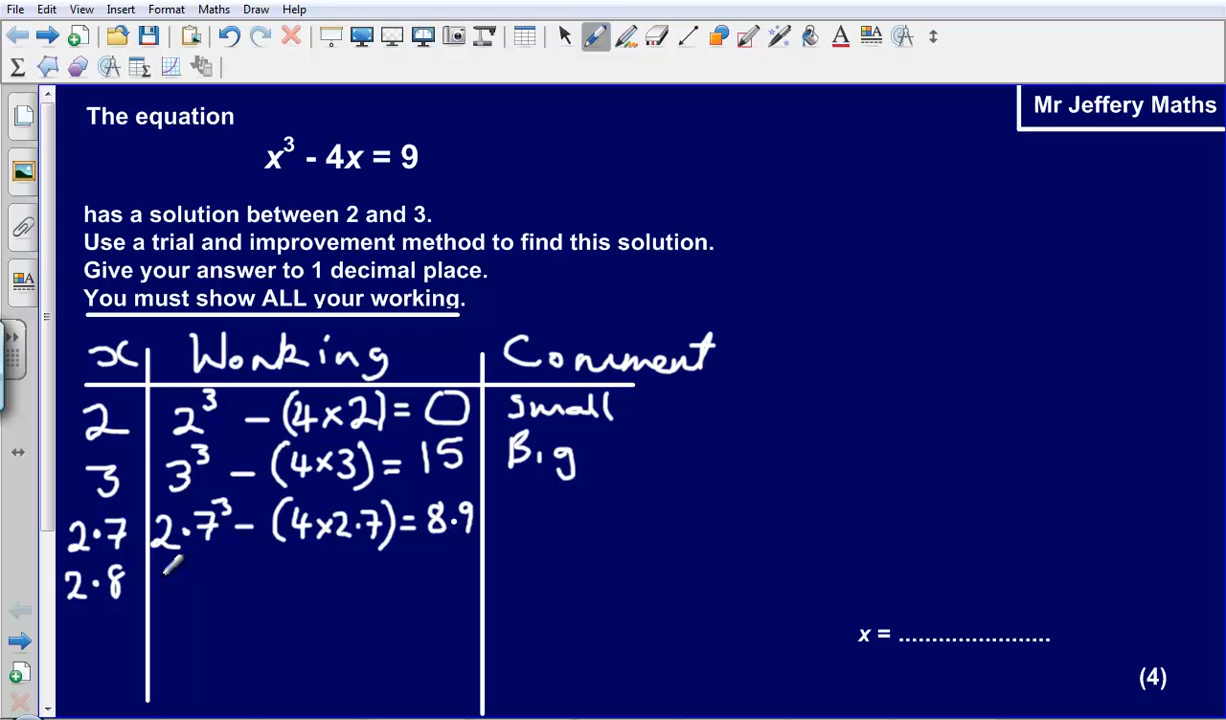 File Edit View Insert Format Maths Draw Help
Mr Jeffery Maths
The equation
x³ - 4x = 9
has a solution between 2 and 3.
Use a trial and improvement method to find this solution.
Give your answer to 1 decimal place.
You must show ALL your working.
x Working Comment
2 2³ - (4×2) = 0 Small
3 3³ - (4×3) = 15 Big
2·7 2·7³ - (4×2·7) = 8·9
2·8
x = .......................
(4)